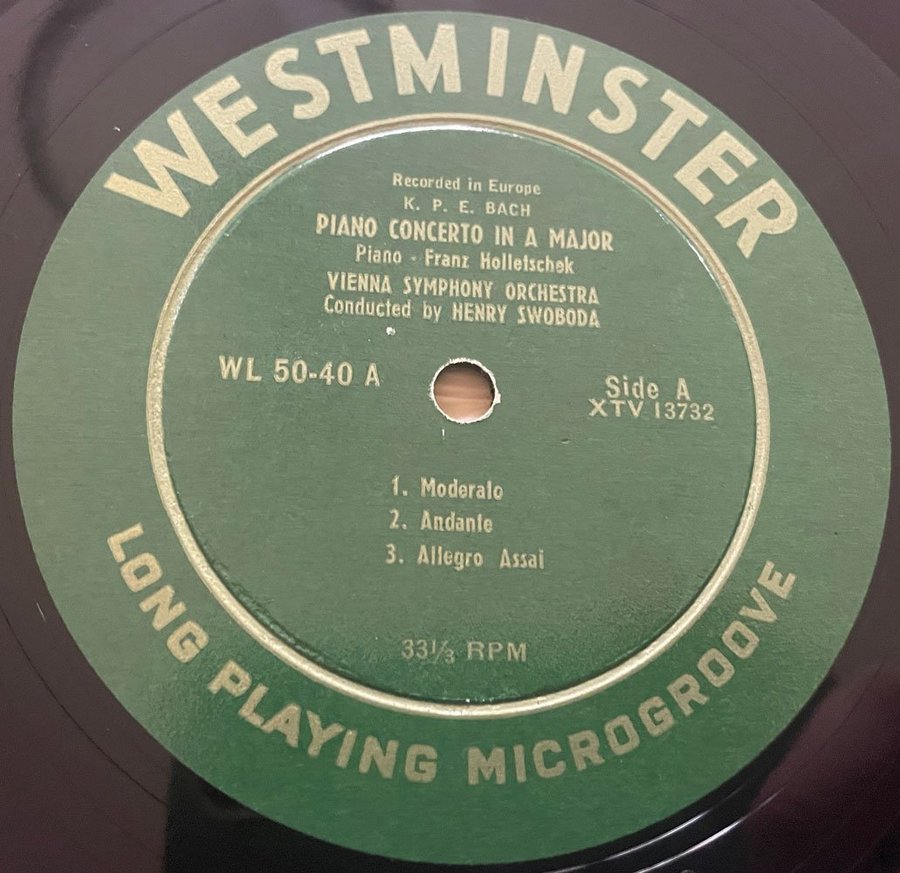 WESTMINSTER
Recorded in Europe
K. P. E. BACH
PIANO CONCERTO IN A MAJOR
Piano - Franz Holletschek
VIENNA SYMPHONY ORCHESTRA
Conducted by HENRY SWOBODA
WL 50-40 A
Side A
XTV 13732
1. Moderato
2. Andante
3. Allegro Assai
33⅓ RPM
LONG PLAYING MICROGROOVE